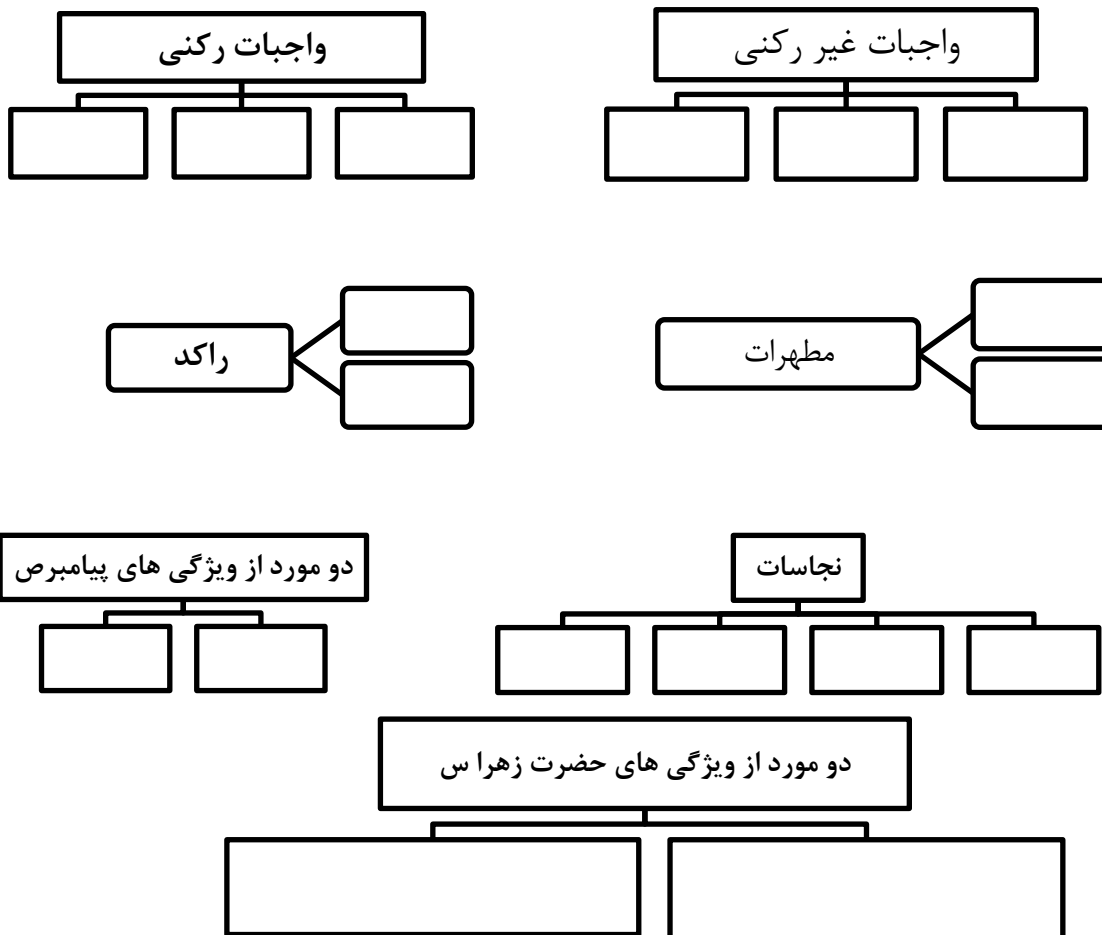 واجبات غیر رکنی
واجبات رکنی
مطهرات
راکد
نجاسات
دو مورد از ویژگی های پیامبرص
دو مورد از ویژگی های حضرت زهرا س